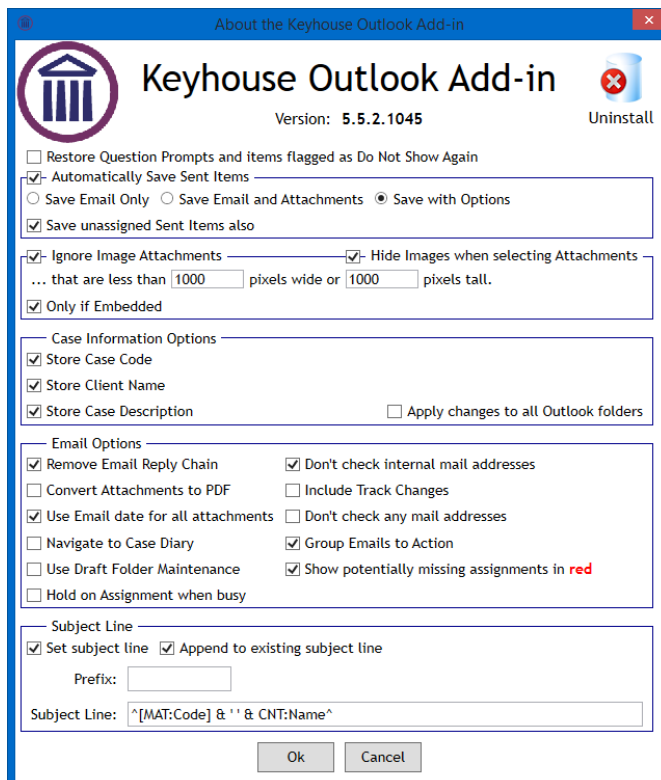 About the Keyhouse Outlook Add-in
Keyhouse Outlook Add-in
Version: 5.5.2.1045
Uninstall
Restore Question Prompts and items flagged as Do Not Show Again
Automatically Save Sent Items
Save Email Only Save Email and Attachments Save with Options
Save unassigned Sent Items also
Ignore Image Attachments Hide Images when selecting Attachments
... that are less than 1000 pixels wide or 1000 pixels tall.
Only if Embedded
Case Information Options
Store Case Code
Store Client Name
Store Case Description Apply changes to all Outlook folders
Email Options
Remove Email Reply Chain Don't check internal mail addresses
Convert Attachments to PDF Include Track Changes
Use Email date for all attachments Don't check any mail addresses
Navigate to Case Diary Group Emails to Action
Use Draft Folder Maintenance Show potentially missing assignments in red
Hold on Assignment when busy
Subject Line
Set subject line Append to existing subject line
Prefix:
Subject Line: ^[MAT:Code] & ' ' & CNT:Name^
Ok Cancel